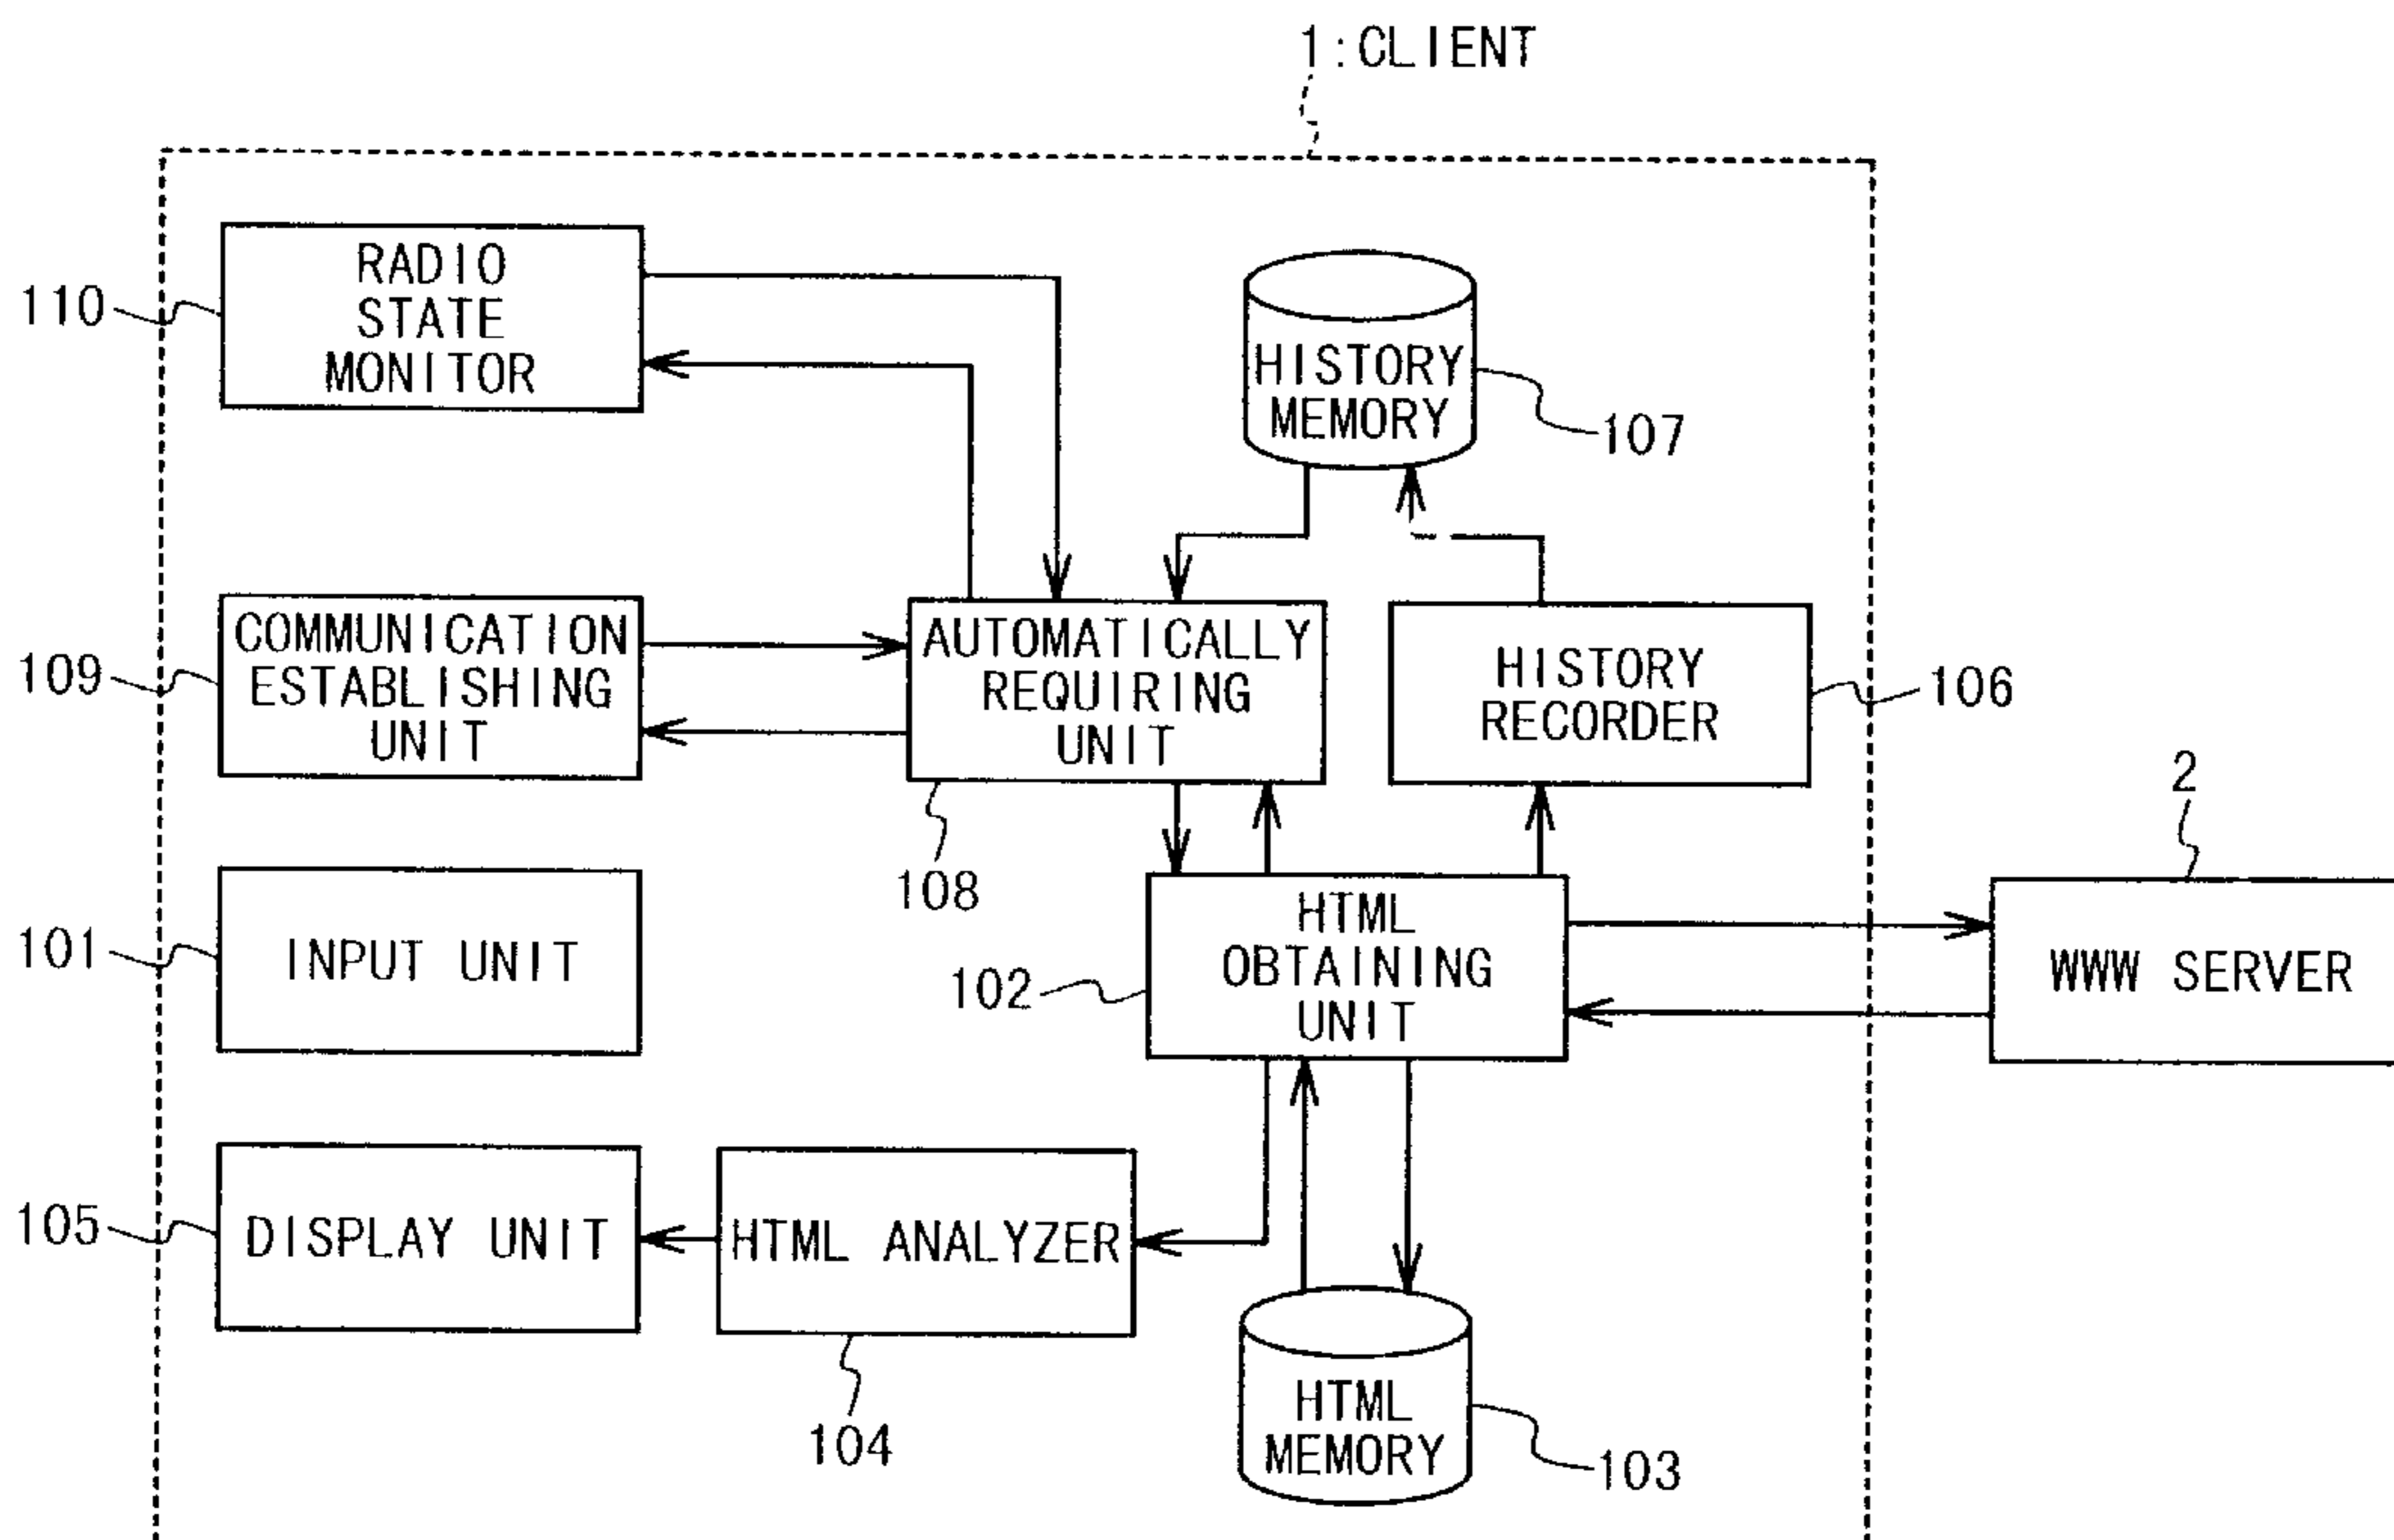 1:CLIENT
110
RADIO
STATE
MONITOR
HISTORY
MEMORY
107
109
COMMUNICATION
ESTABLISHING
UNIT
AUTOMATICALLY
REQUIRING
UNIT
108
HISTORY
RECORDER
106
2
101
INPUT UNIT
102
HTML
OBTAINING
UNIT
WWW SERVER
105
DISPLAY UNIT
HTML ANALYZER
104
HTML
MEMORY
103